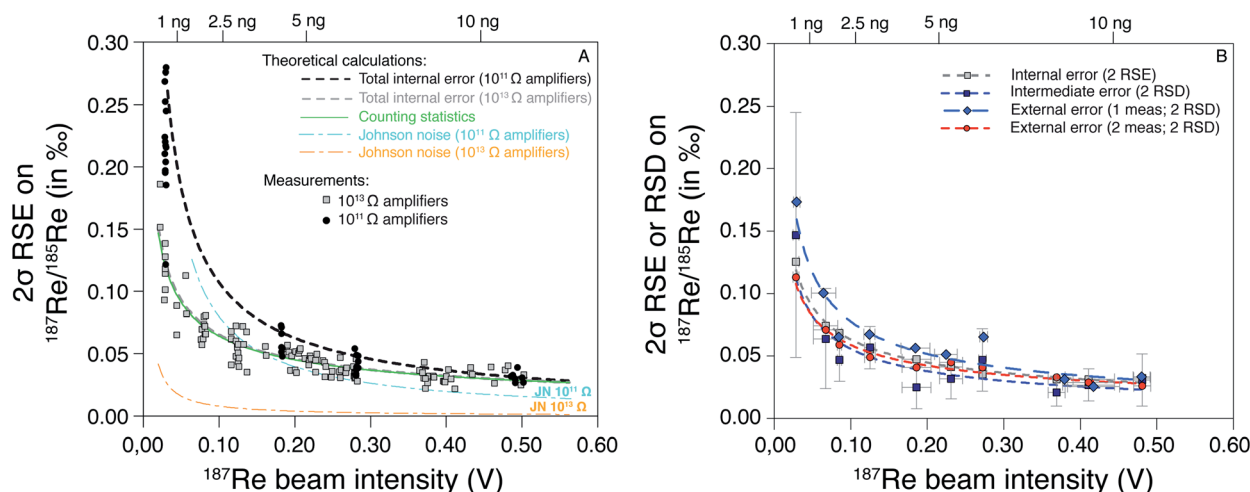 1 ng 2.5 ng 5 ng 10 ng
0.30
0.25
0.20
0.15
0.10
0.05
0.00
2σ RSE on
¹⁸⁷Re/¹⁸⁵Re (in ‰)
A
Theoretical calculations:
Total internal error (10¹¹ Ω amplifiers)
Total internal error (10¹³ Ω amplifiers)
Counting statistics
Johnson noise (10¹¹ Ω amplifiers)
Johnson noise (10¹³ Ω amplifiers)
Measurements:
10¹³ Ω amplifiers
10¹¹ Ω amplifiers
JN 10¹¹ Ω
JN 10¹³ Ω
0,00 0.10 0.20 0.30 0.40 0.50 0.60
¹⁸⁷Re beam intensity (V)
1 ng 2.5 ng 5 ng 10 ng
0.30
0.25
0.20
0.15
0.10
0.05
0.00
2σ RSE or RSD on
¹⁸⁷Re/¹⁸⁵Re (in ‰)
B
Internal error (2 RSE)
Intermediate error (2 RSD)
External error (1 meas; 2 RSD)
External error (2 meas; 2 RSD)
0,00 0.10 0.20 0.30 0.40 0.50 0.60
¹⁸⁷Re beam intensity (V)